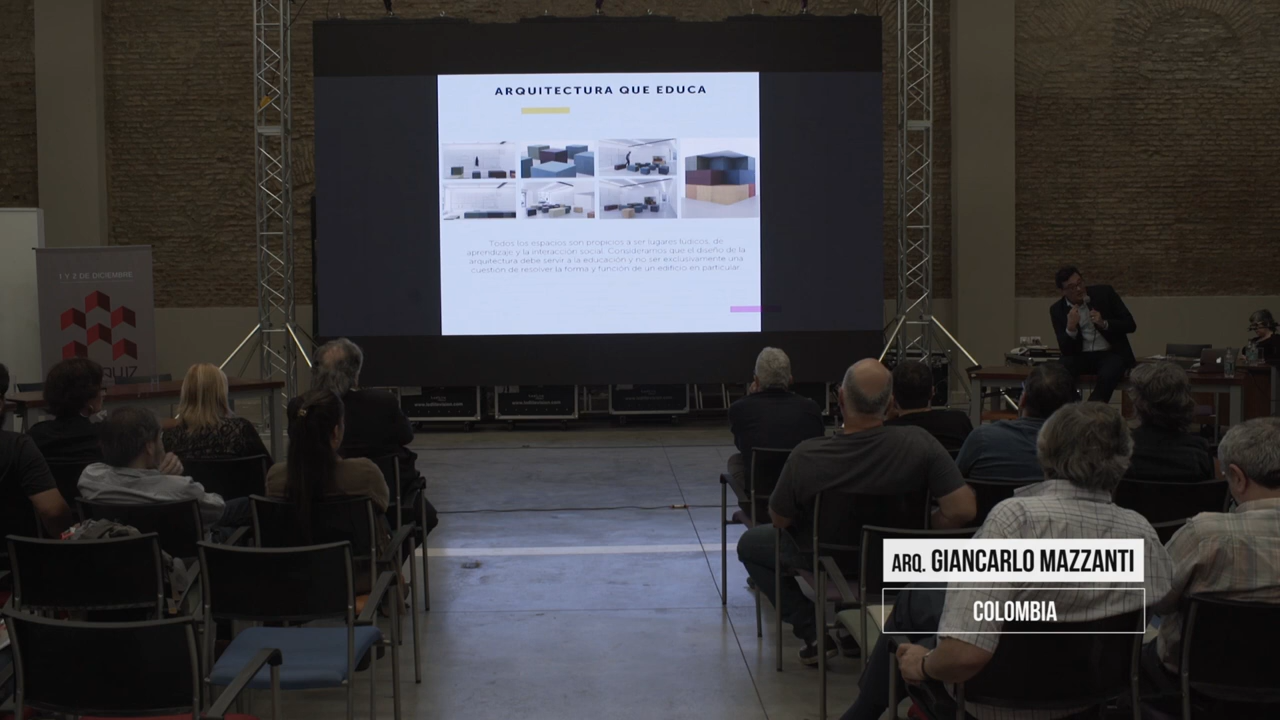 ARQUITECTURA QUE EDUCA
Todos los espacios son propicios a ser lugares lúdicos, de
aprendizaje y la interacción social. Consideramos que el diseño de la
arquitectura debe servir a la educación y no ser exclusivamente una
cuestión de resolver la forma y función de un edificio en particular.
1 Y 2 DE DICIEMBRE
QUIZ
ARQ. GIANCARLO MAZZANTI
COLOMBIA